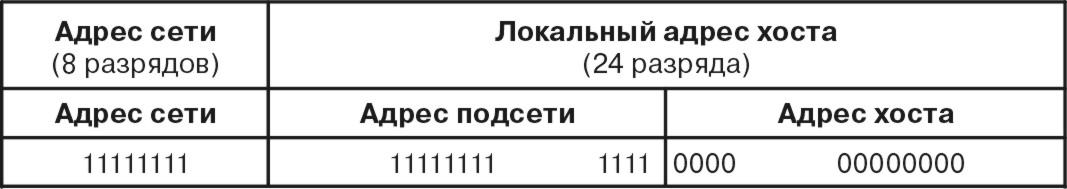 Адрес сети Локальный адрес хоста
(8 разрядов) (24 разряда)
Адрес сети Адрес подсети Адрес хоста
11111111 11111111 1111 0000 00000000